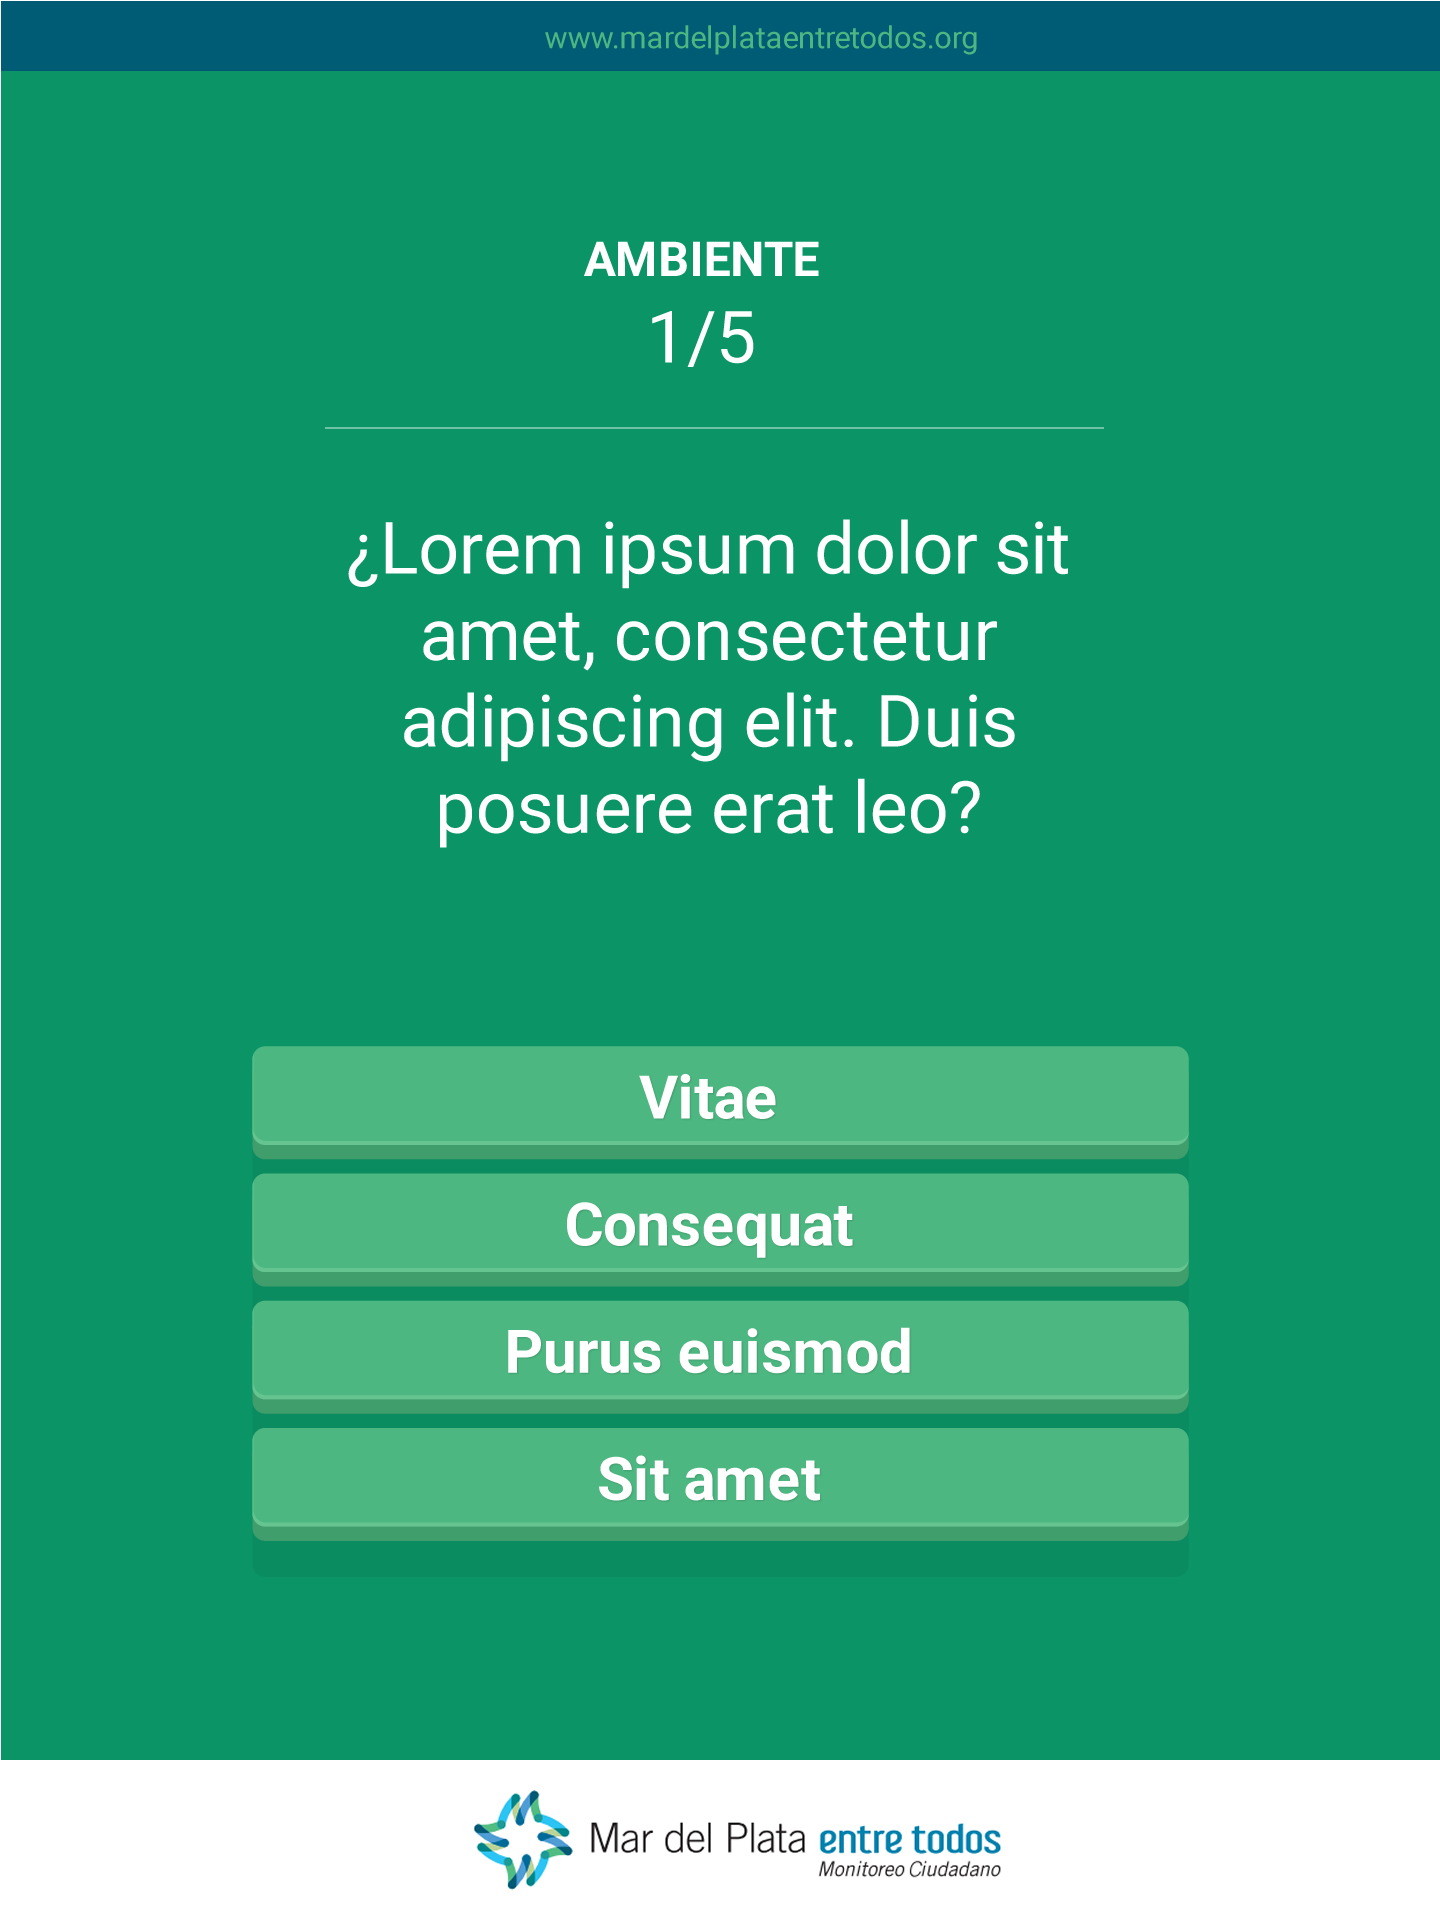 www.mardelplataentretodos.org
AMBIENTE
1/5
¿Lorem ipsum dolor sit
amet, consectetur
adipiscing elit. Duis
posuere erat leo?
Vitae
Consequat
Purus euismod
Sit amet
Mar del Plata entre todos
Monitoreo Ciudadano